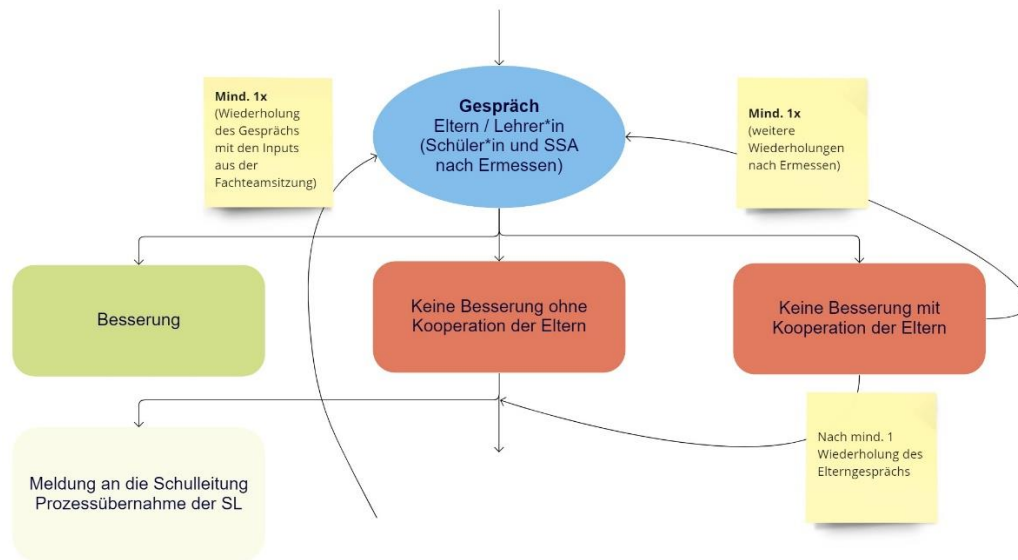 Mind. 1x
(Wiederholung
des Gesprächs
mit den Inputs
aus der
Fachteamsitzung)
Gespräch
Eltern / Lehrer*in
(Schüler*in und SSA
nach Ermessen)
Mind. 1x
(weitere
Wiederholungen
nach Ermessen)
Besserung
Keine Besserung ohne
Kooperation der Eltern
Keine Besserung mit
Kooperation der Eltern
Meldung an die Schulleitung
Prozessübernahme der SL
Nach mind. 1
Wiederholung des
Elterngesprächs